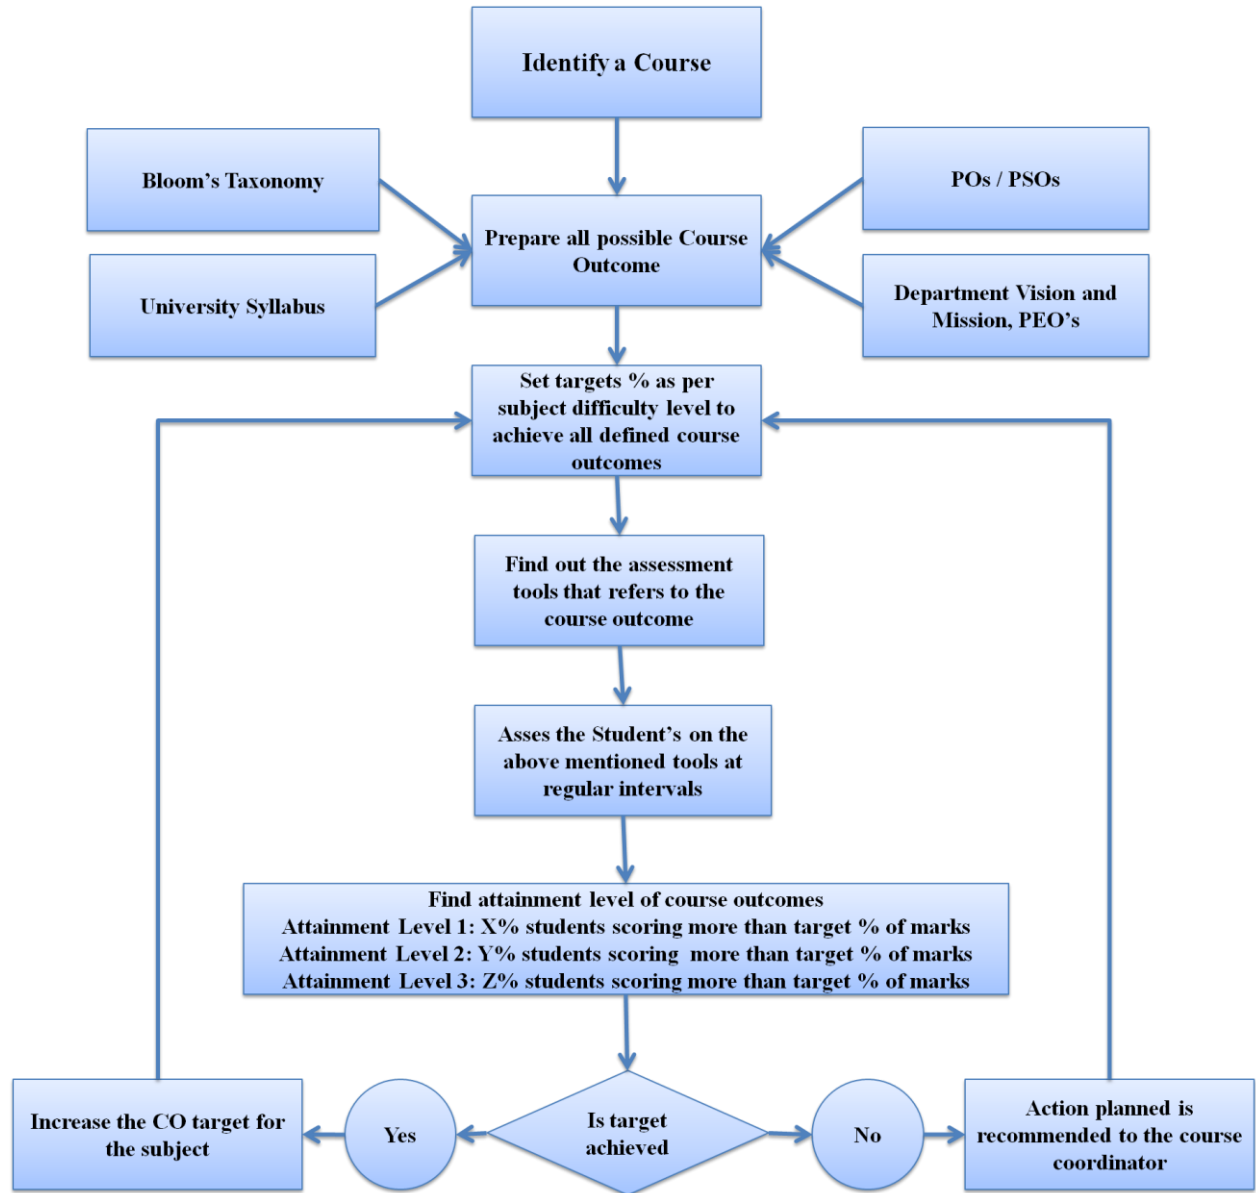 Identify a Course
Bloom's Taxonomy
POs / PSOs
Prepare all possible Course
Outcome
University Syllabus
Department Vision and
Mission, PEO's
Set targets % as per
subject difficulty level to
achieve all defined course
outcomes
Find out the assessment
tools that refers to the
course outcome
Asses the Student's on the
above mentioned tools at
regular intervals
Find attainment level of course outcomes
Attainment Level 1: X% students scoring more than target % of marks
Attainment Level 2: Y% students scoring  more than target % of marks
Attainment Level 3: Z% students scoring more than target % of marks
Increase the CO target for
the subject
Yes
Is target
achieved
No
Action planned is
recommended to the course
coordinator